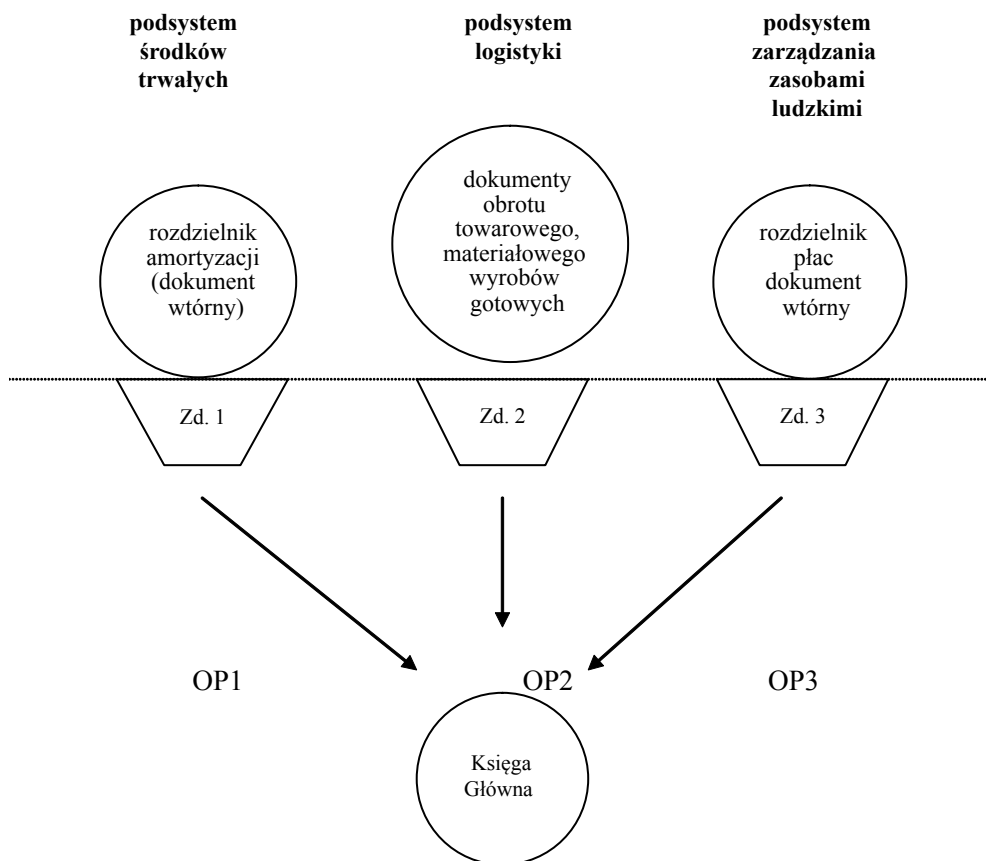 podsystem
środków
trwałych
podsystem
logistyki
podsystem
zarządzania
zasobami
ludzkimi
rozdzielnik
amortyzacji
(dokument
wtórny)
dokumenty
obrotu
towarowego,
materiałowego
wyrobów
gotowych
rozdzielnik
płac
dokument
wtórny
Zd. 1
Zd. 2
Zd. 3
OP1
OP2
OP3
Księga
Główna